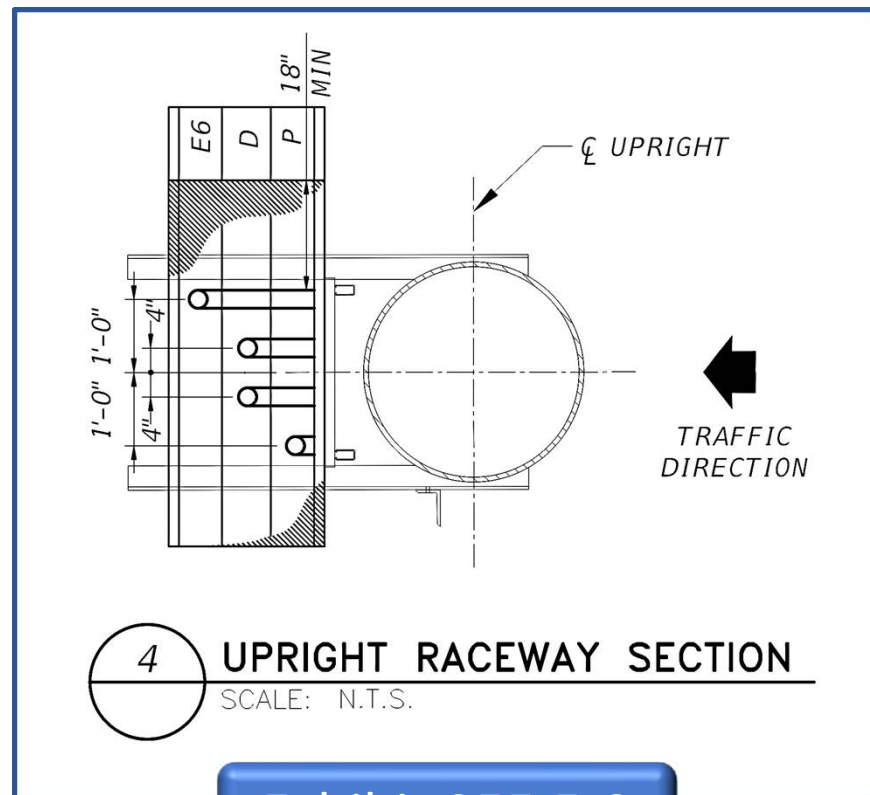 18" MIN
E6
D
P
℄ UPRIGHT
1'-0"
4"
1'-0"
4"
TRAFFIC
DIRECTION
4
UPRIGHT RACEWAY SECTION
SCALE: N.T.S.